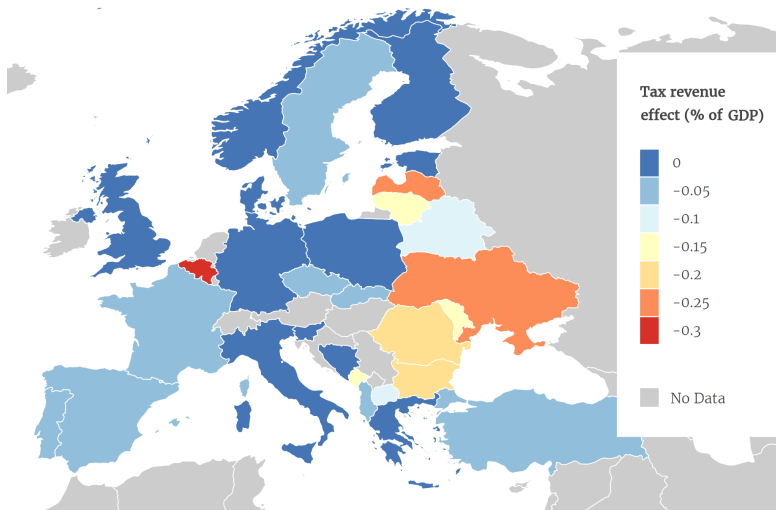 Tax revenue
effect (% of GDP)
0
-0.05
-0.1
-0.15
-0.2
-0.25
-0.3
No Data